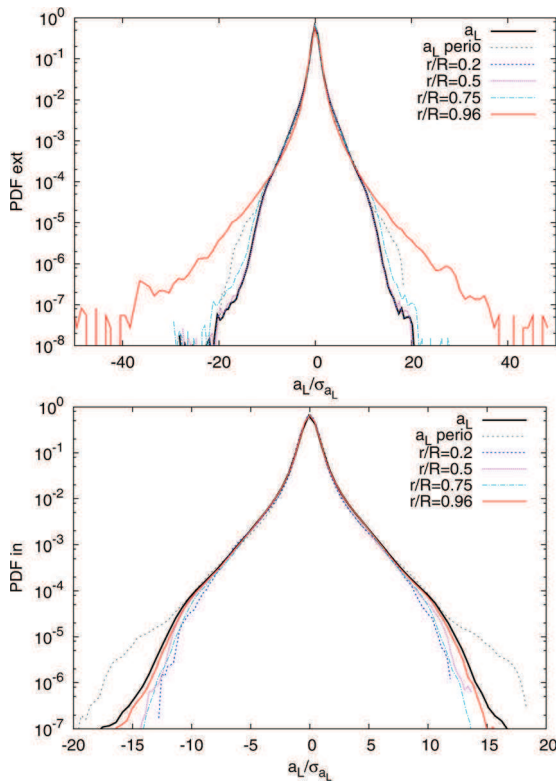 10^0
10^-1
10^-2
10^-3
10^-4
10^-5
10^-6
10^-7
10^-8
PDF ext
a_L
a_L perio
r/R=0.2
r/R=0.5
r/R=0.75
r/R=0.96
-40 -20 0 20 40
a_L/σ_{a_L}
10^0
10^-1
10^-2
10^-3
10^-4
10^-5
10^-6
10^-7
PDF in
a_L
a_L perio
r/R=0.2
r/R=0.5
r/R=0.75
r/R=0.96
-20 -15 -10 -5 0 5 10 15 20
a_L/σ_{a_L}